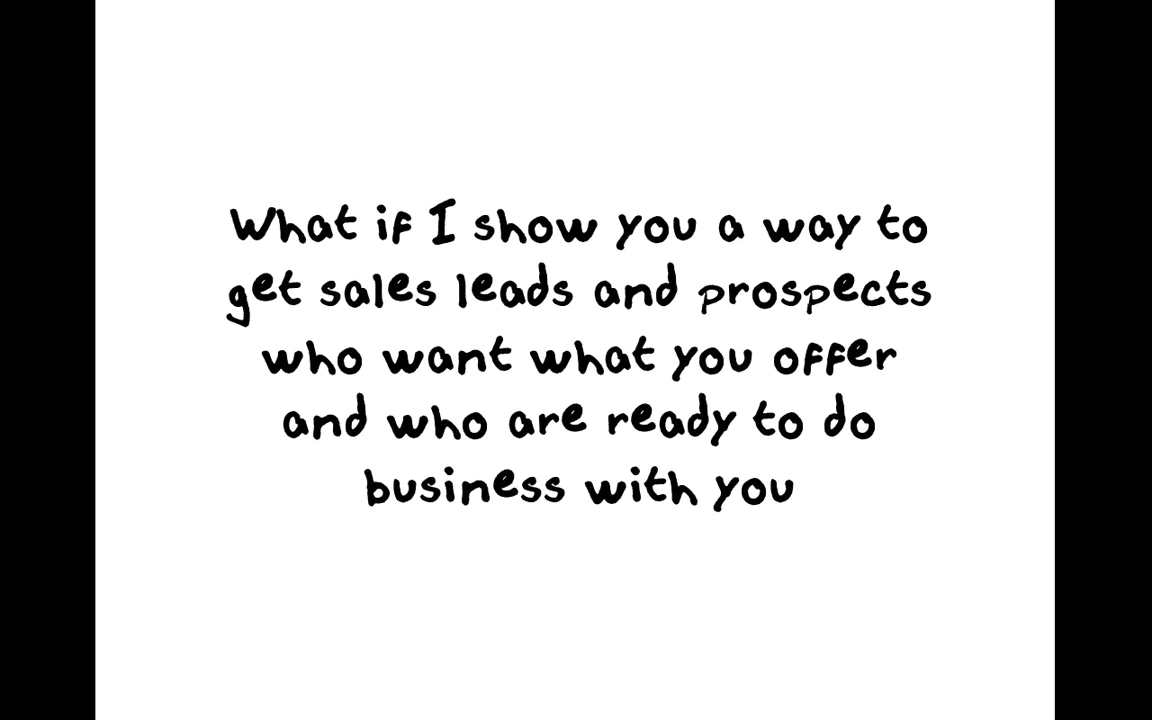 What if I show you a way to
get sales leads and prospects
who want what you offer
and who are ready to do
business with you